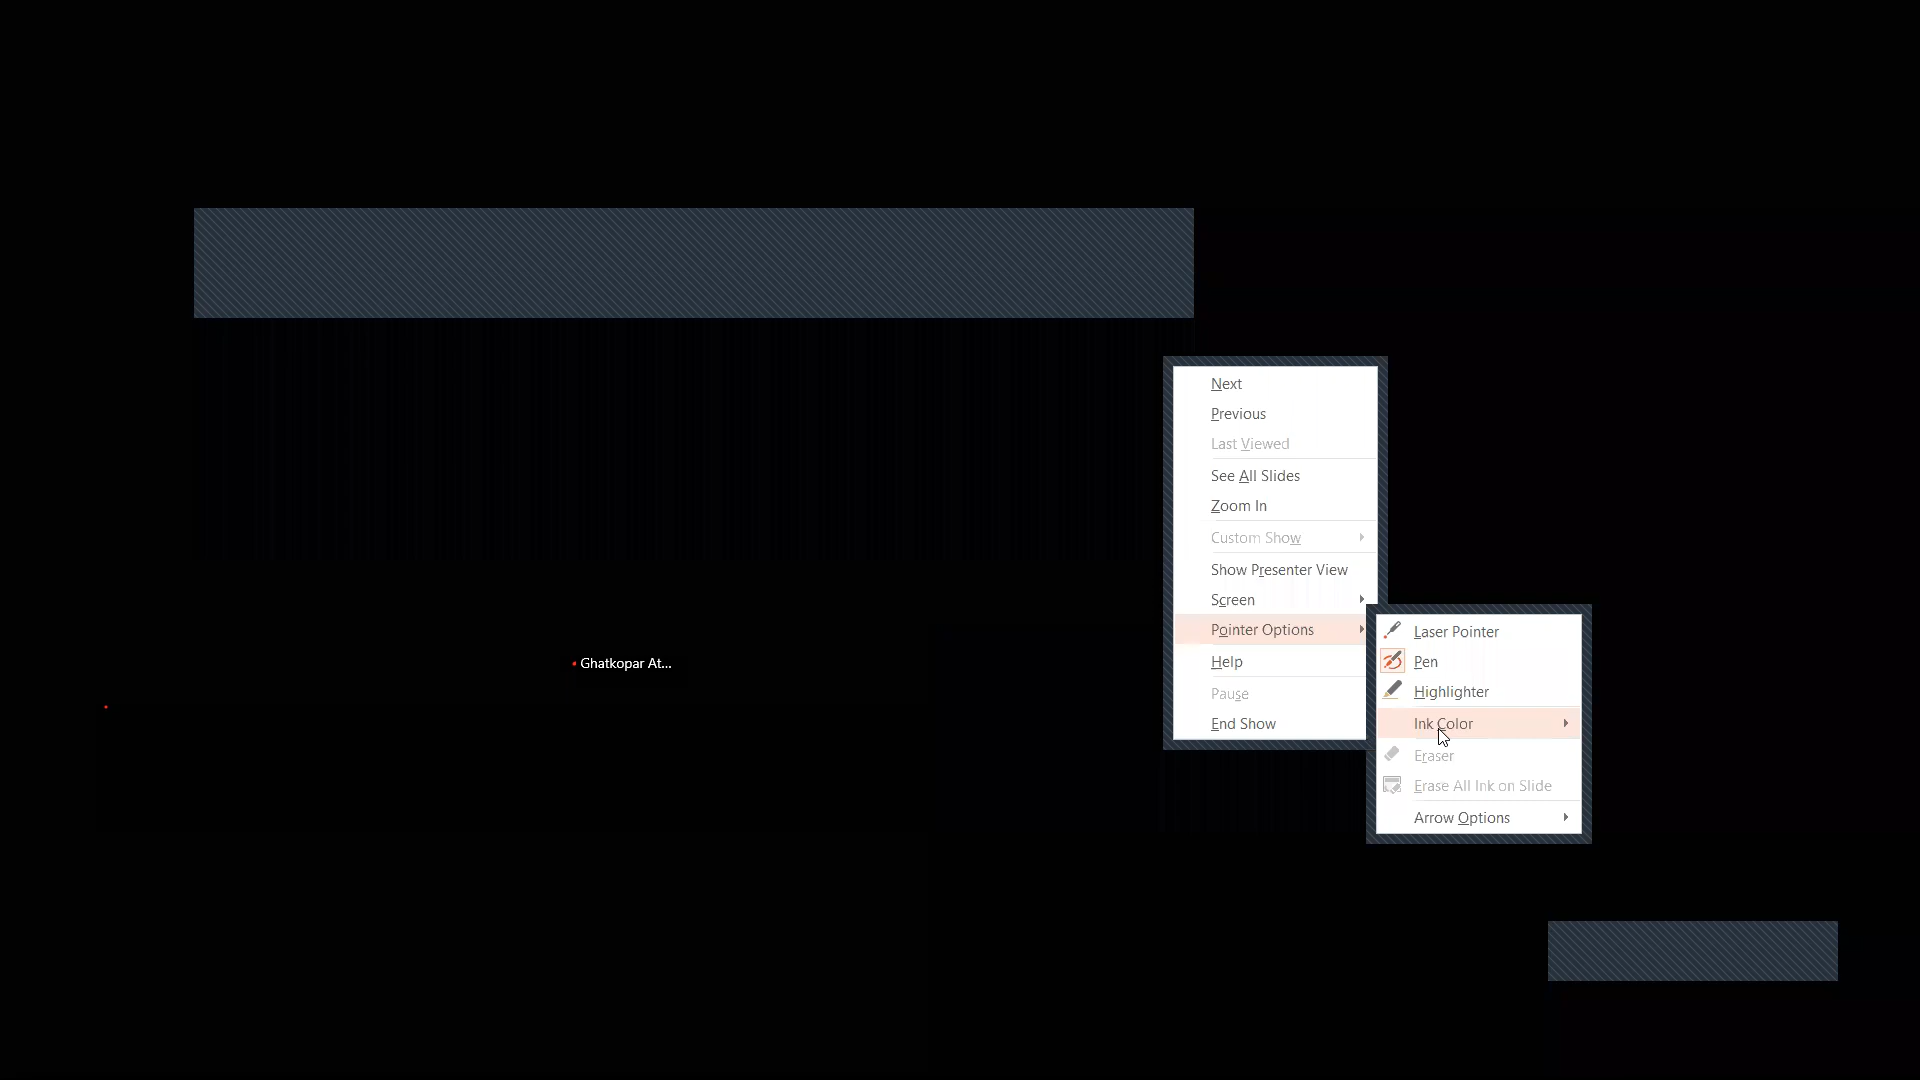 Next
Previous
Last Viewed
See All Slides
Zoom In
Custom Show
Show Presenter View
Screen
Pointer Options
Help
Pause
End Show
Laser Pointer
Pen
Highlighter
Ink Color
Eraser
Erase All Ink on Slide
Arrow Options
Ghatkopar At...